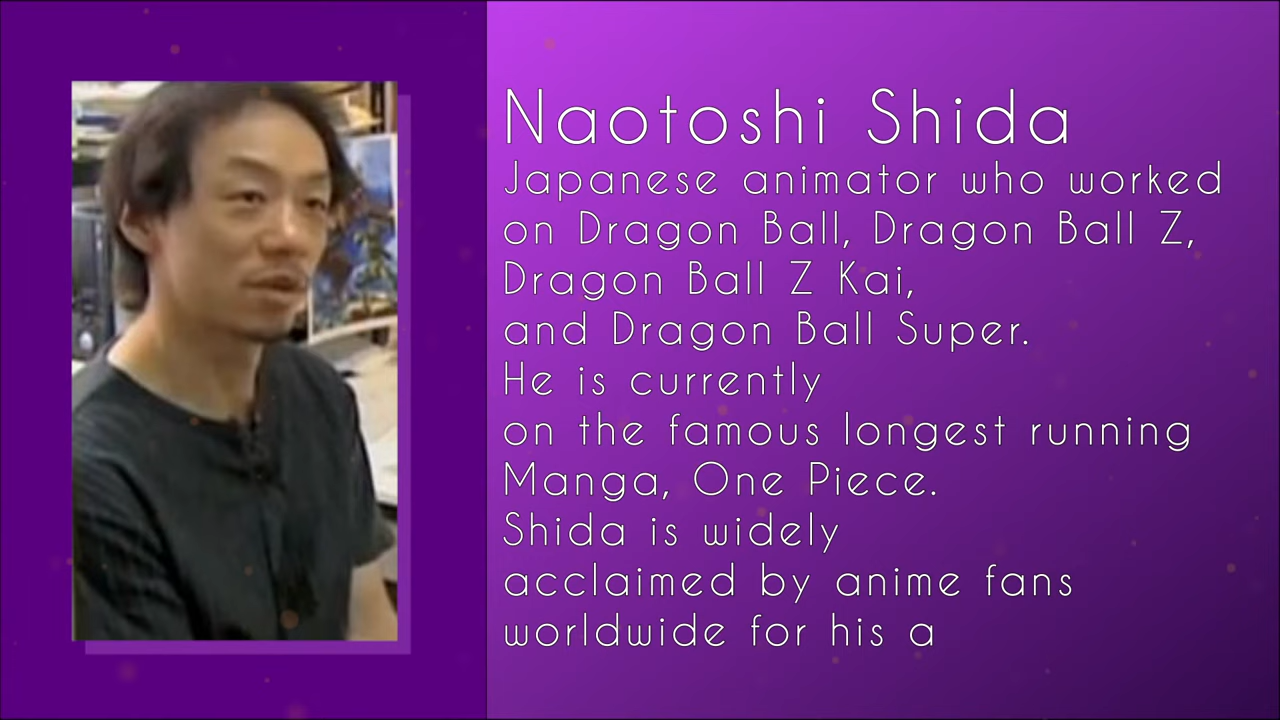 Naotoshi Shida
Japanese animator who worked
on Dragon Ball, Dragon Ball Z,
Dragon Ball Z Kai,
and Dragon Ball Super.
He is currently
on the famous longest running
Manga, One Piece.
Shida is widely
acclaimed by anime fans
worldwide for his a